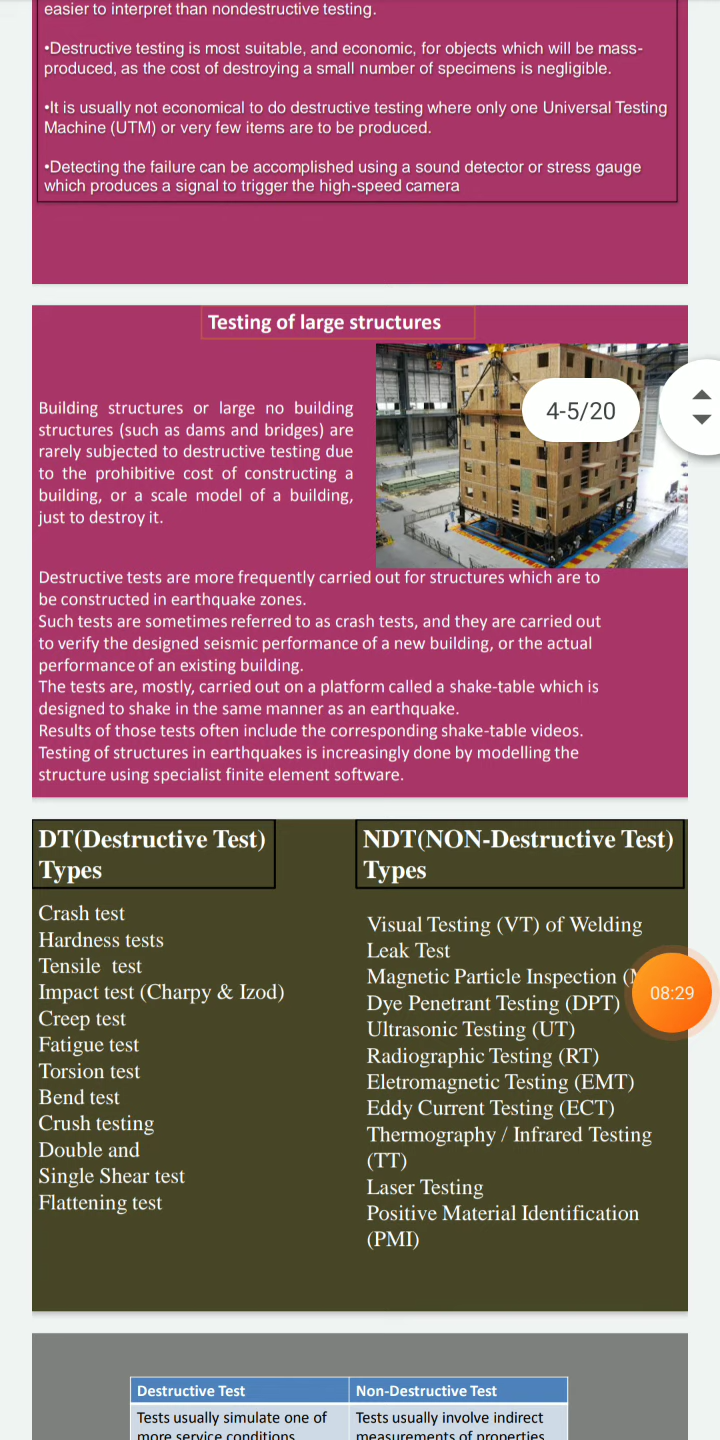 easier to interpret than nondestructive testing.
•Destructive testing is most suitable, and economic, for objects which will be mass-
produced, as the cost of destroying a small number of specimens is negligible.
•It is usually not economical to do destructive testing where only one Universal Testing
Machine (UTM) or very few items are to be produced.
•Detecting the failure can be accomplished using a sound detector or stress gauge
which produces a signal to trigger the high-speed camera
Testing of large structures
4-5/20
Building structures or large no building
structures (such as dams and bridges) are
rarely subjected to destructive testing due
to the prohibitive cost of constructing a
building, or a scale model of a building,
just to destroy it.
Destructive tests are more frequently carried out for structures which are to
be constructed in earthquake zones.
Such tests are sometimes referred to as crash tests, and they are carried out
to verify the designed seismic performance of a new building, or the actual
performance of an existing building.
The tests are, mostly, carried out on a platform called a shake-table which is
designed to shake in the same manner as an earthquake.
Results of those tests often include the corresponding shake-table videos.
Testing of structures in earthquakes is increasingly done by modelling the
structure using specialist finite element software.
DT(Destructive Test)
Types
Crash test
Hardness tests
Tensile test
Impact test (Charpy & Izod)
Creep test
Fatigue test
Torsion test
Bend test
Crush testing
Double and
Single Shear test
Flattening test
NDT(NON-Destructive Test)
Types
Visual Testing (VT) of Welding
Leak Test
Magnetic Particle Inspection
Dye Penetrant Testing (DPT)
08:29
Ultrasonic Testing (UT)
Radiographic Testing (RT)
Eletromagnetic Testing (EMT)
Eddy Current Testing (ECT)
Thermography / Infrared Testing
(TT)
Laser Testing
Positive Material Identification
(PMI)
Destructive Test
Non-Destructive Test
Tests usually simulate one of
more service conditions
Tests usually involve indirect
measurements of properties